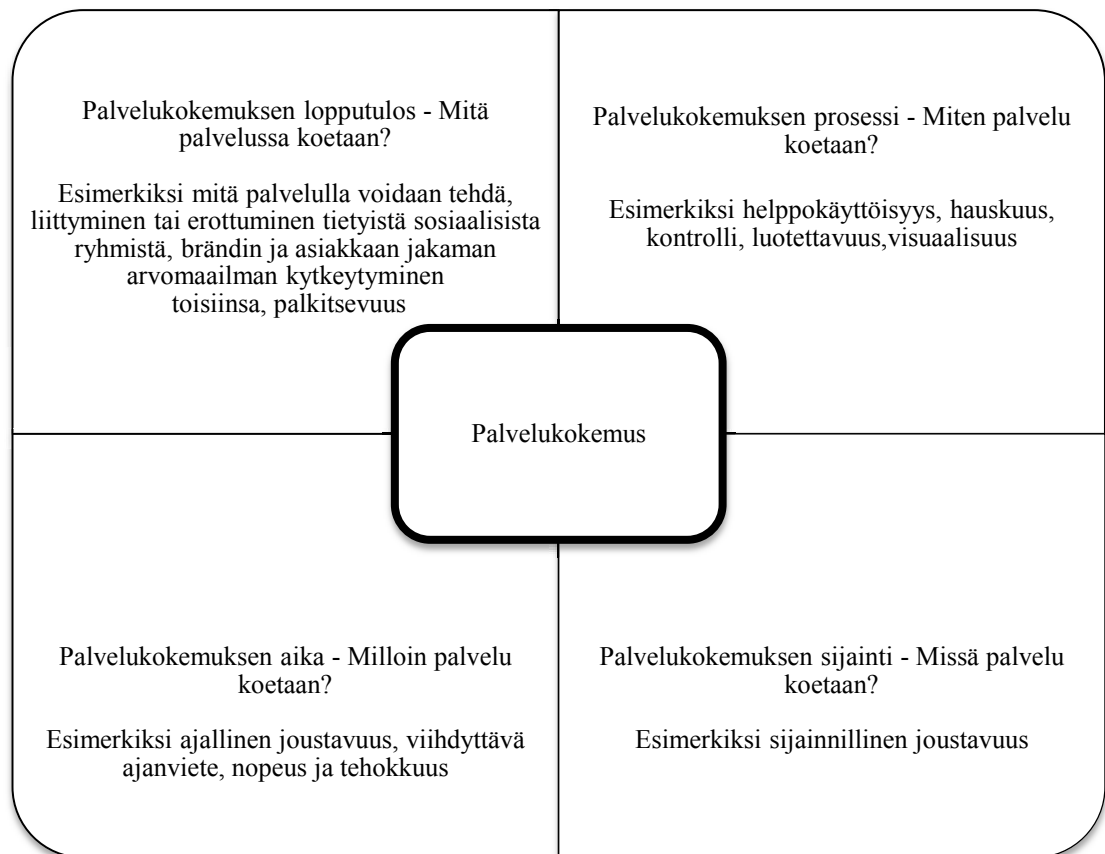 Palvelukokemuksen lopputulos - Mitä
palvelussa koetaan?
Esimerkiksi mitä palvelulla voidaan tehdä,
liittyminen tai erottuminen tietyistä sosiaalisista
ryhmistä, brändin ja asiakkaan jakaman
arvomaailman kytkeytyminen
toisiinsa, palkitsevuus
Palvelukokemuksen prosessi - Miten palvelu
koetaan?
Esimerkiksi helppokäyttöisyys, hauskuus,
kontrolli, luotettavuus,visuaalisuus
Palvelukokemus
Palvelukokemuksen aika - Milloin palvelu
koetaan?
Esimerkiksi ajallinen joustavuus, viihdyttävä
ajanviete, nopeus ja tehokkuus
Palvelukokemuksen sijainti - Missä palvelu
koetaan?
Esimerkiksi sijainnillinen joustavuus